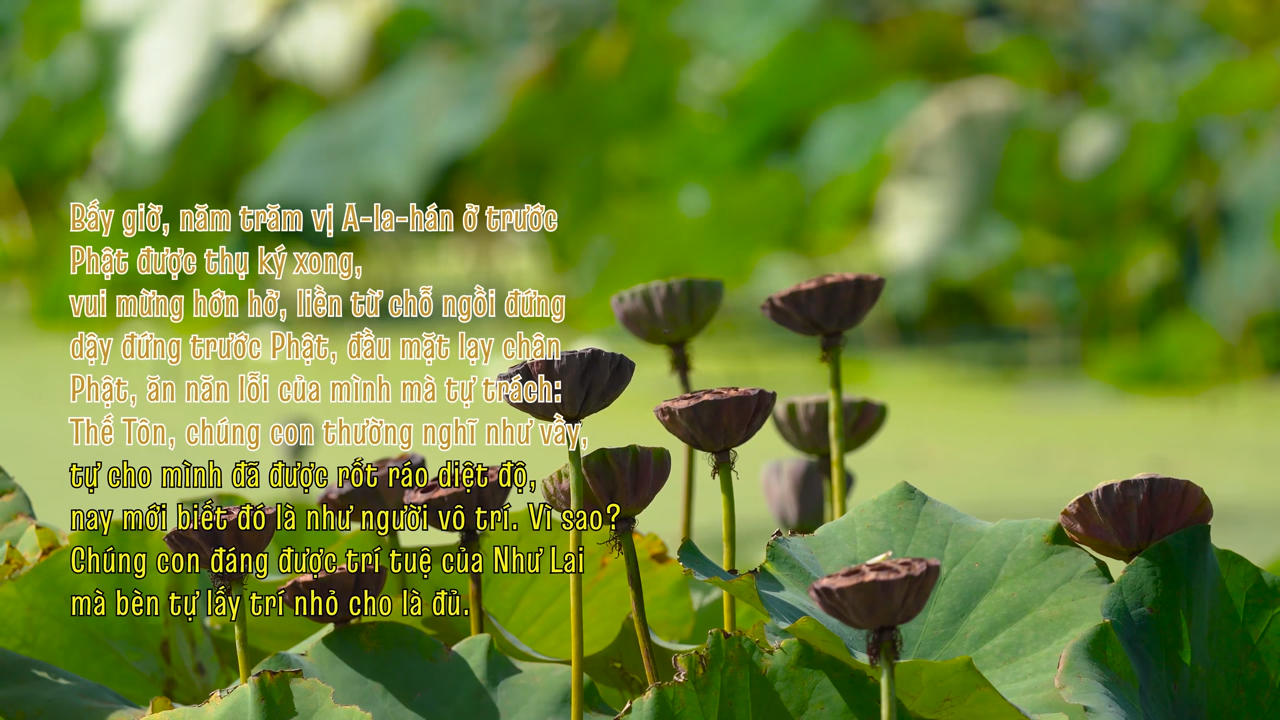 Bấy giờ, năm trăm vị A-la-hán ở trước
Phật được thụ ký xong,
vui mừng hớn hở, liền từ chỗ ngồi đứng
dậy đứng trước Phật, đầu mặt lạy chân
Phật, ăn năn lỗi của mình mà tự trách:
Thế Tôn, chúng con thường nghĩ như vầy,
tự cho mình đã được rốt ráo diệt độ,
nay mới biết đó là như người vô trí. Vì sao?
Chúng con đáng được trí tuệ của Như Lai
mà bèn tự lấy trí nhỏ cho là đủ.